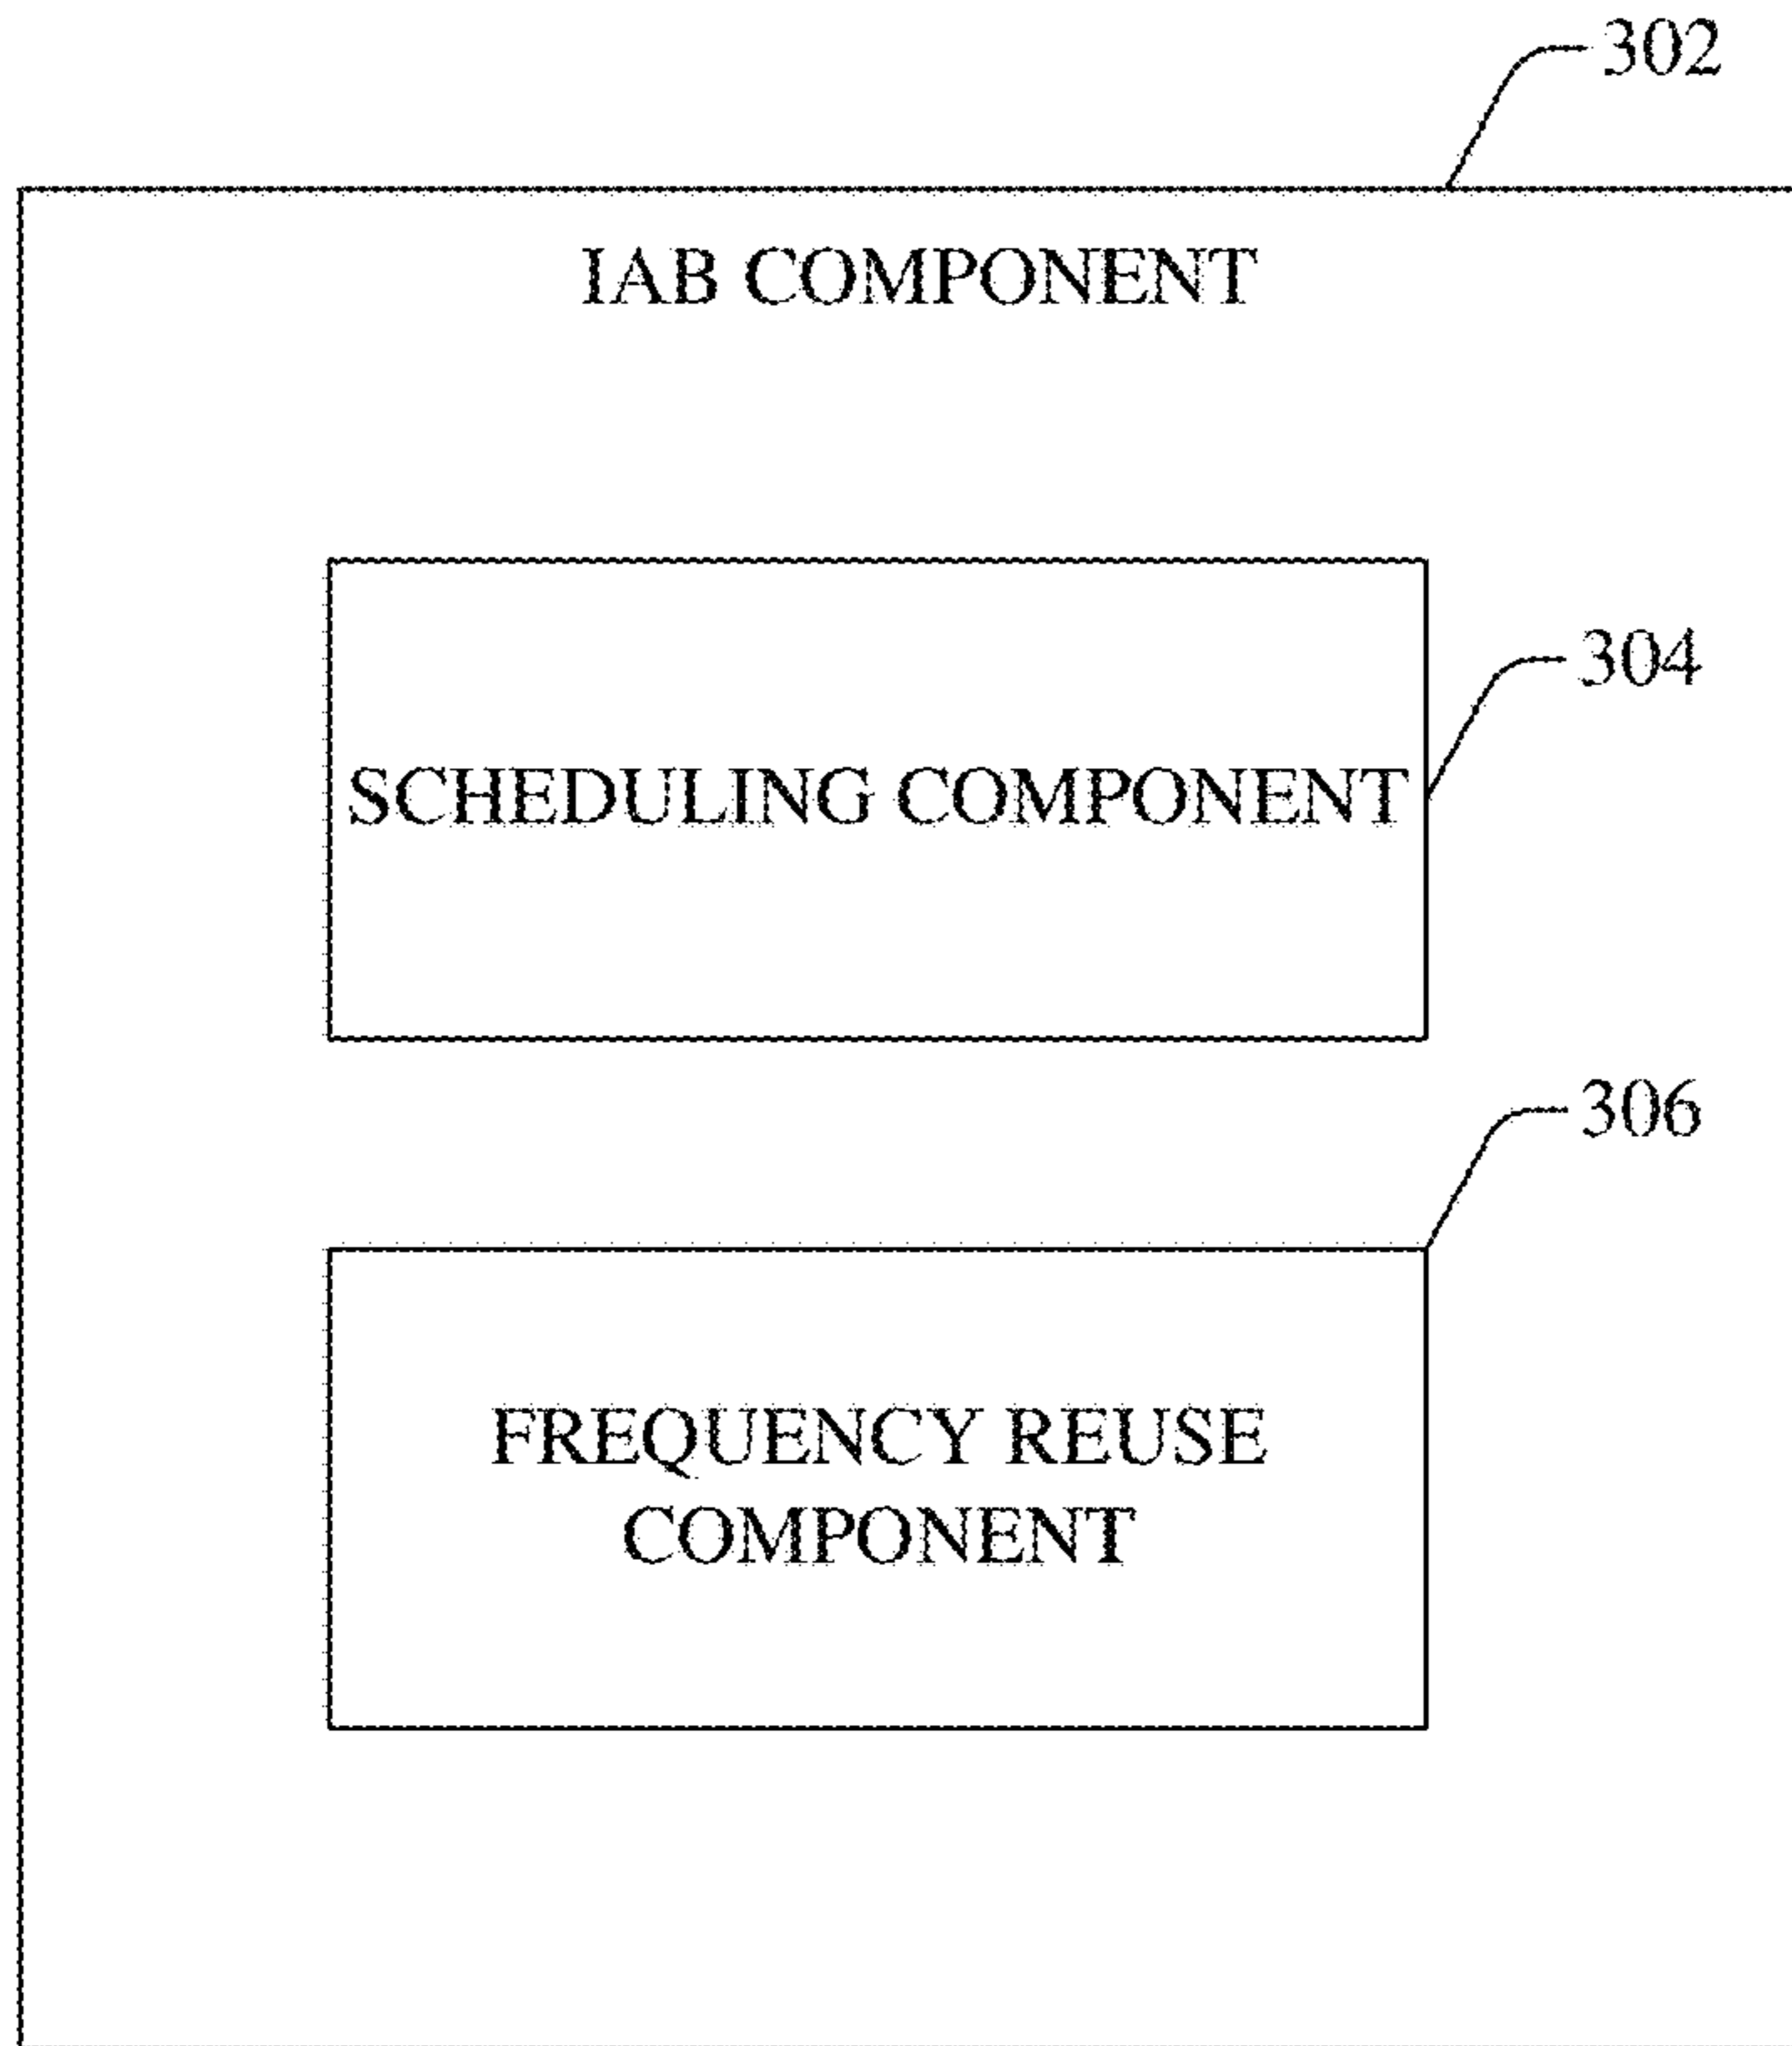 302
IAB COMPONENT
304
SCHEDULING COMPONENT
306
FREQUENCY REUSE
COMPONENT